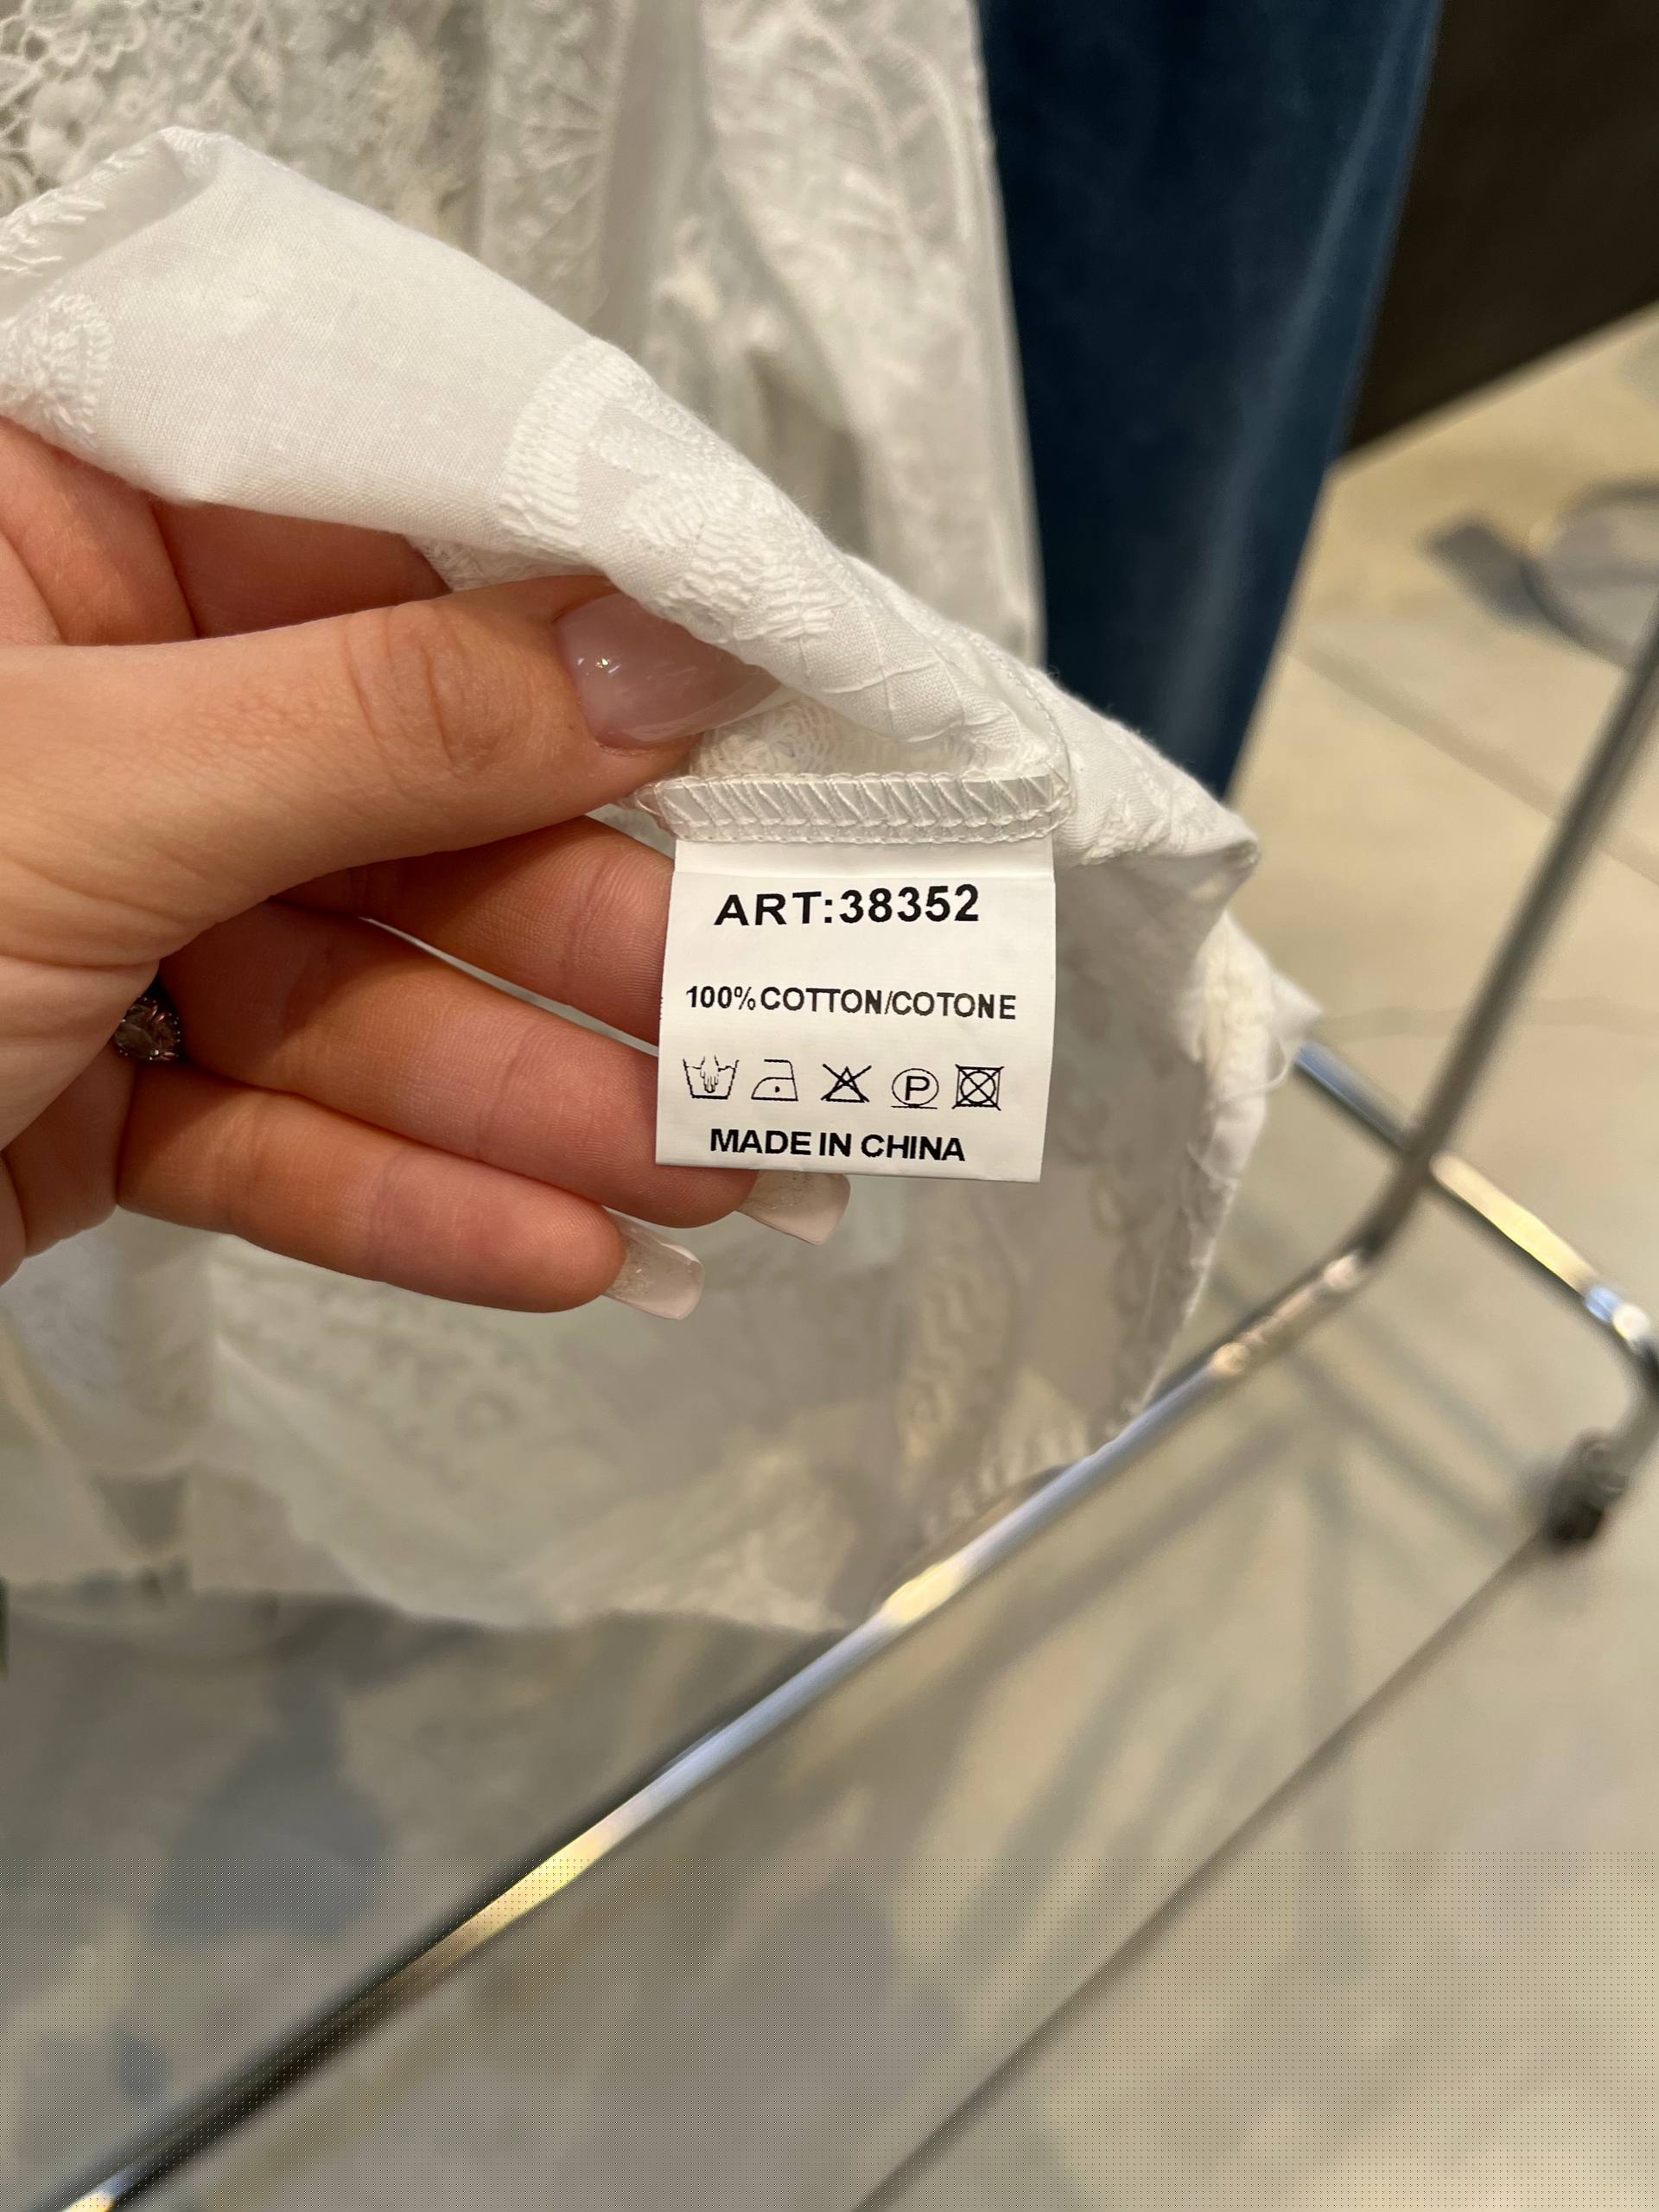 ART:38352
100%COTTON/COTONE
P
MADE IN CHINA